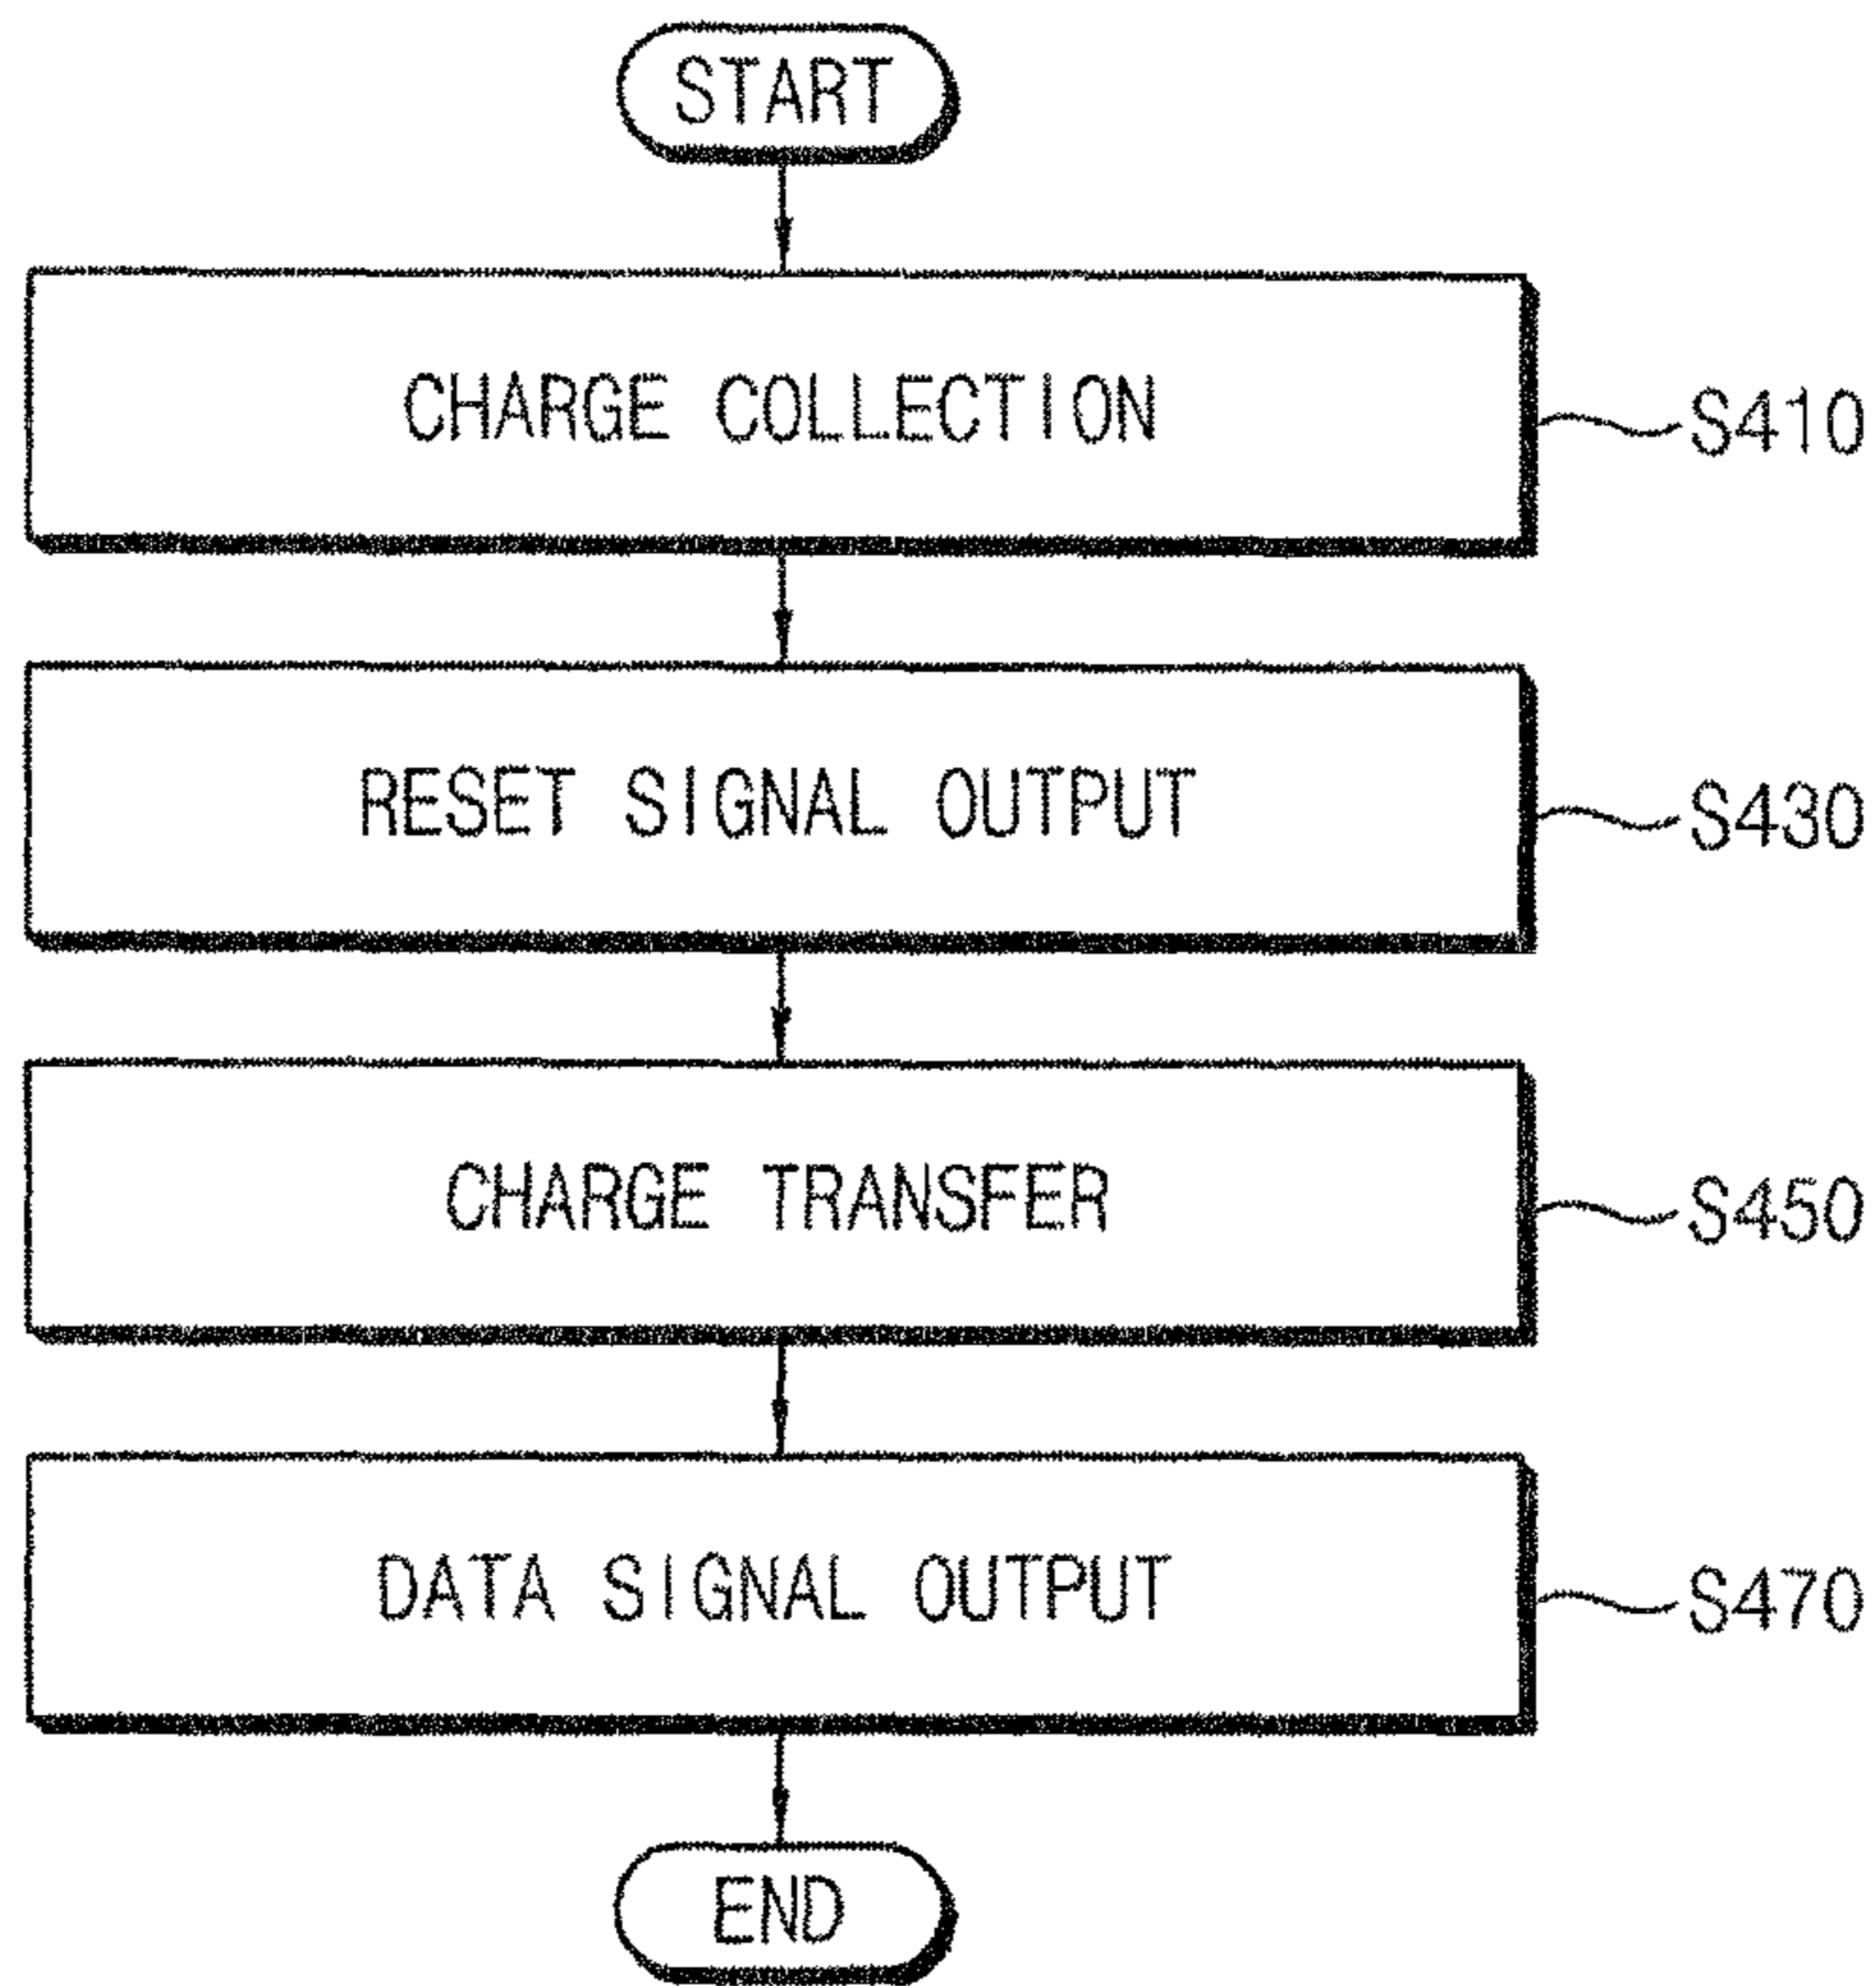 START
CHARGE COLLECTION
S410
RESET SIGNAL OUTPUT
S430
CHARGE TRANSFER
S450
DATA SIGNAL OUTPUT
S470
END